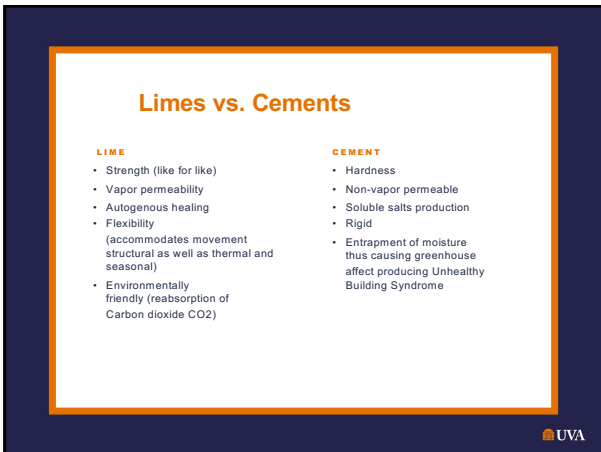 Limes vs. Cements
LIME
• Strength (like for like)
• Vapor permeability
• Autogenous healing
• Flexibility
(accommodates movement
structural as well as thermal and
seasonal)
• Environmentally
friendly (reabsorption of
Carbon dioxide CO2)
CEMENT
• Hardness
• Non-vapor permeable
• Soluble salts production
• Rigid
• Entrapment of moisture
thus causing greenhouse
affect producing Unhealthy
Building Syndrome
UVA